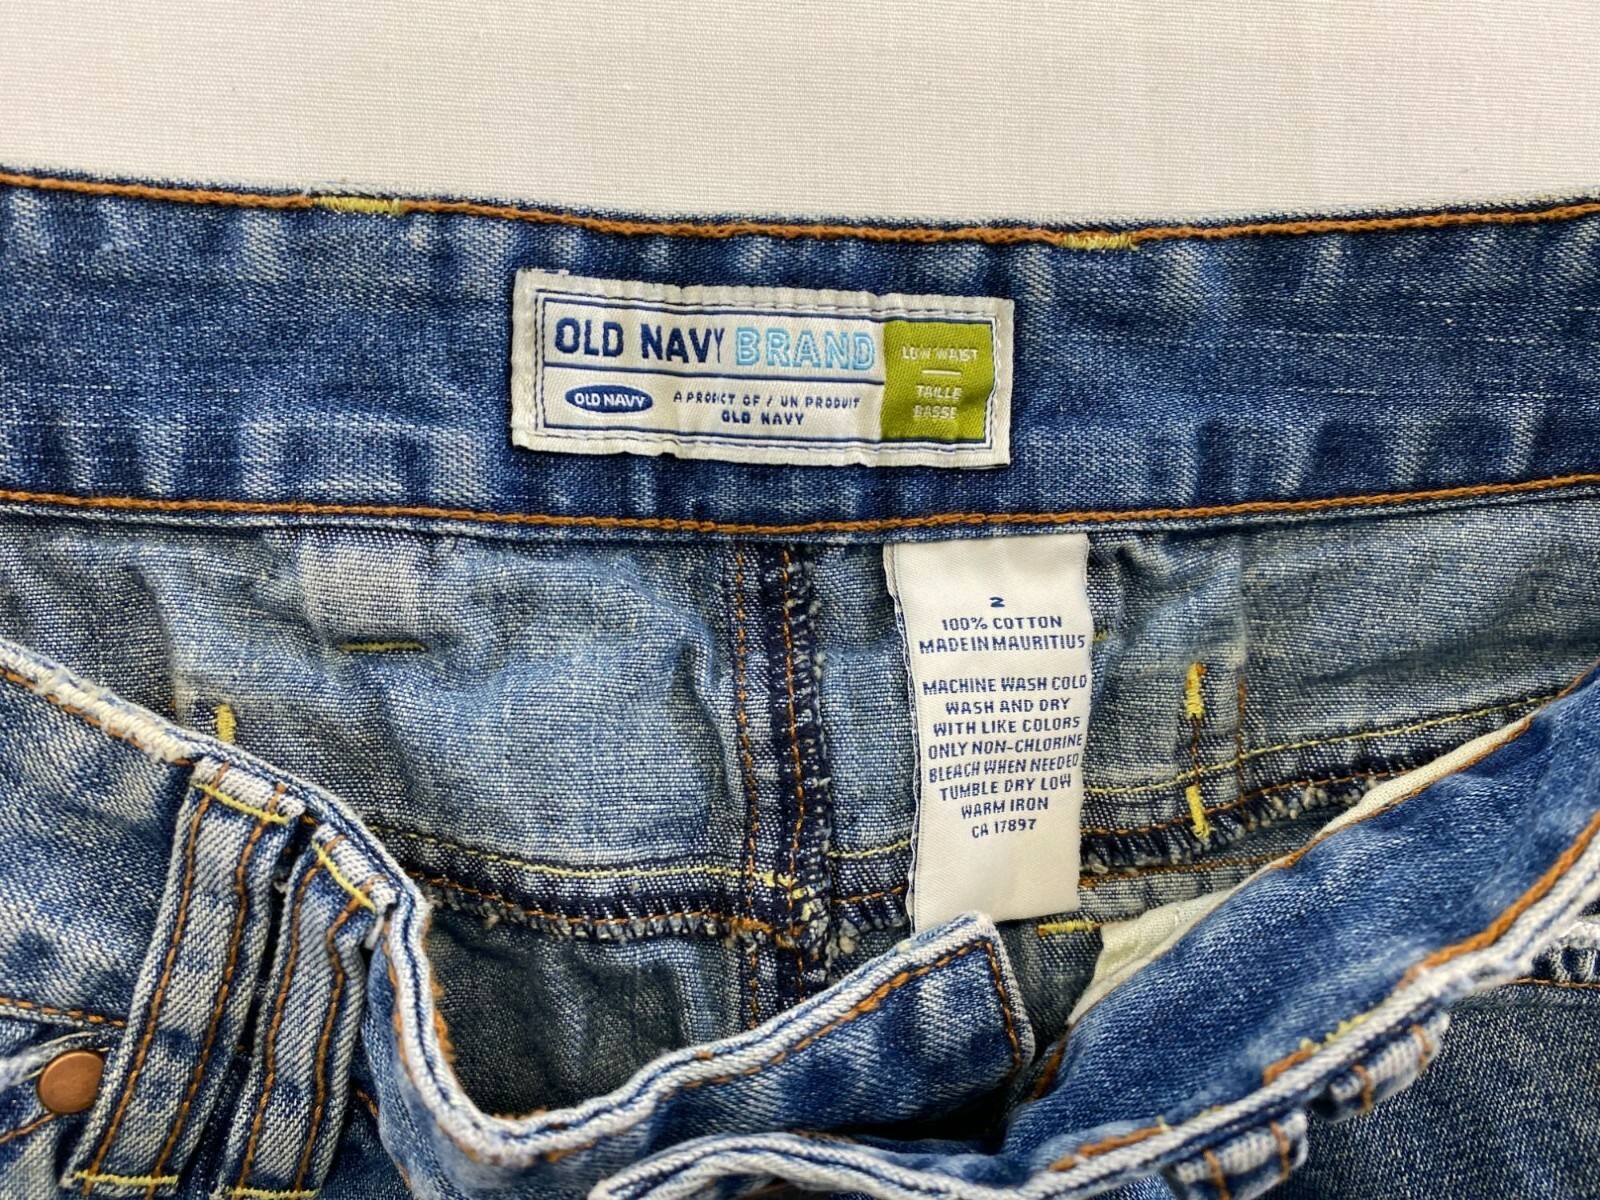 OLD NAVY BRAND
OLD NAVY
A PRODUCT OF / UN PRODUIT
OLD NAVY
LOW WAIST
TAILLE
BASSE
2
100% COTTON
MADE IN MAURITIUS
MACHINE WASH COLD
WASH AND DRY
WITH LIKE COLORS
ONLY NON-CHLORINE
BLEACH WHEN NEEDED
TUMBLE DRY LOW
WARM IRON
CA 17897